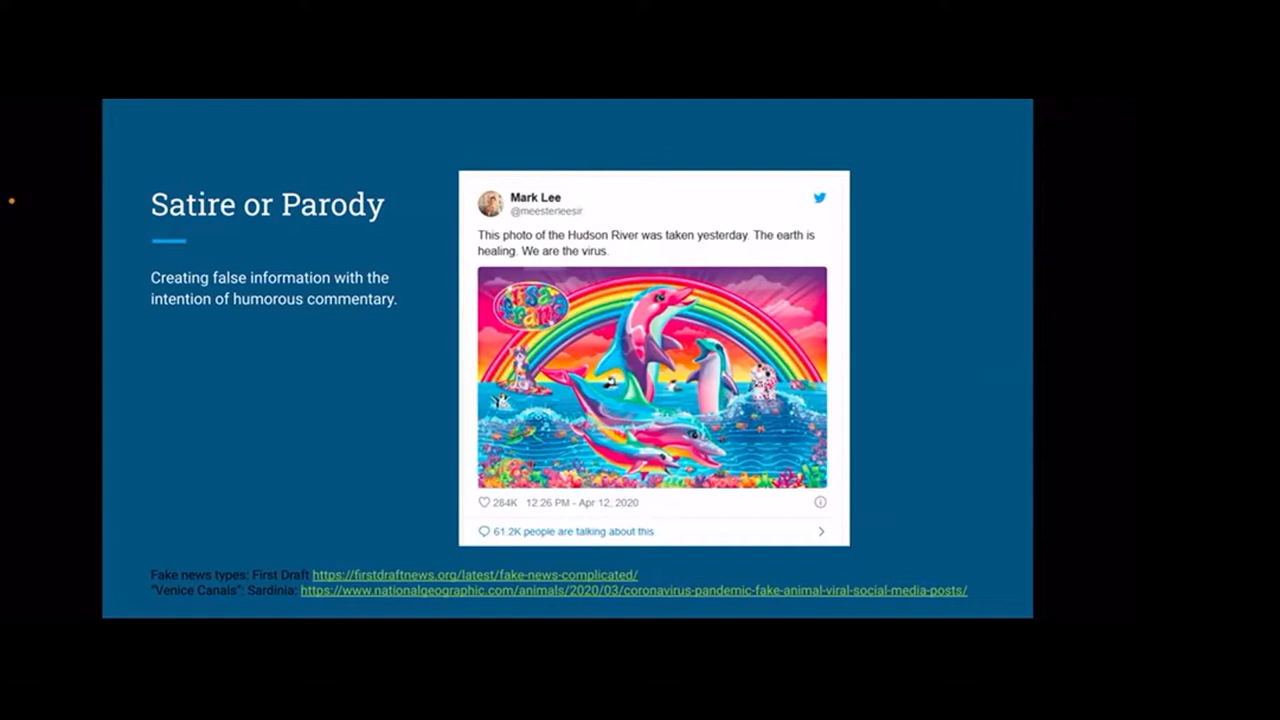 Satire or Parody
Creating false information with the
intention of humorous commentary.
Mark Lee
@meesterleesir
This photo of the Hudson River was taken yesterday. The earth is
healing. We are the virus.
Lisa Frank
284K 12:26 PM - Apr 12, 2020
61.2K people are talking about this
Fake news types: First Draft https://firstdraftnews.org/latest/fake-news-complicated/
"Venice Canals": Sardinia: https://www.nationalgeographic.com/animals/2020/03/coronavirus-pandemic-fake-animal-viral-social-media-posts/